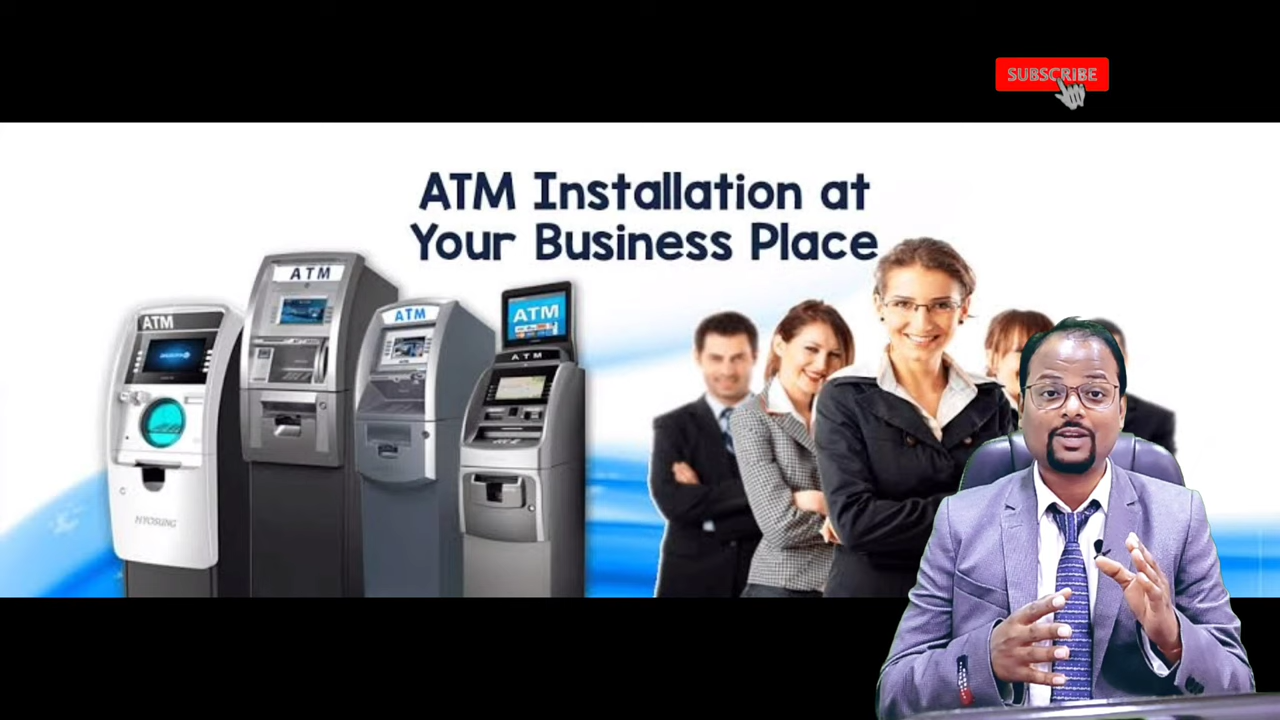 SUBSCRIBE
ATM Installation at
Your Business Place
ATM
ATM
ATM
ATM
ATM
HYOSUNG